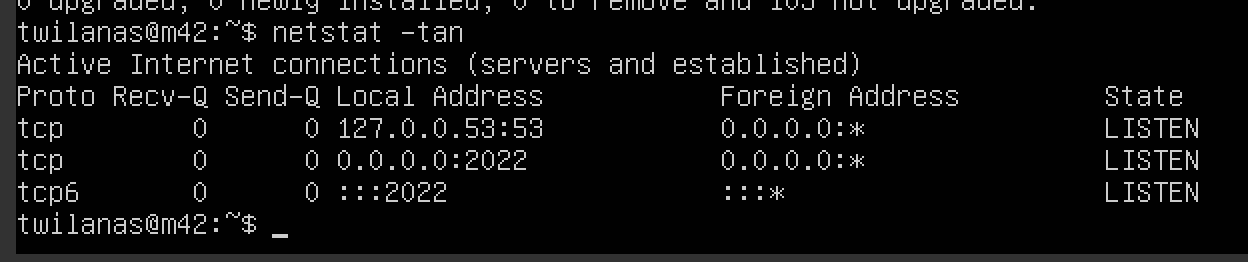 0 upgraded, 0 newly installed, 0 to remove and 105 not upgraded.
twilanas@m42:~$ netstat -tan
Active Internet connections (servers and established)
Proto Recv-Q Send-Q Local Address           Foreign Address         State
tcp        0      0 127.0.0.53:53           0.0.0.0:*               LISTEN
tcp        0      0 0.0.0.0:2022            0.0.0.0:*               LISTEN
tcp6       0      0 :::2022                 :::*                    LISTEN
twilanas@m42:~$ _